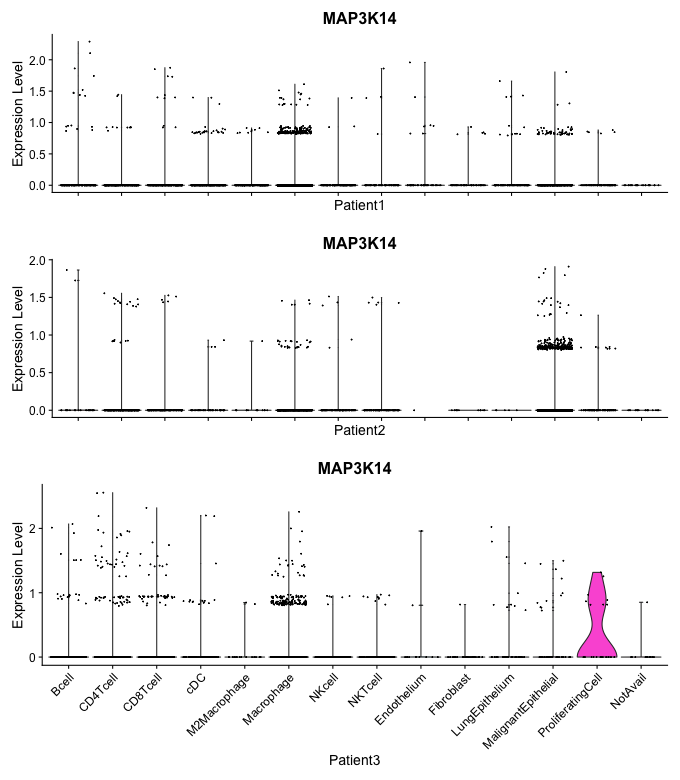 MAP3K14
Expression Level
2.0
1.5
1.0
0.5
0.0
Patient1
MAP3K14
Expression Level
2.0
1.5
1.0
0.5
0.0
Patient2
MAP3K14
Expression Level
2
1
0
Bcell
CD4Tcell
CD8Tcell
cDC
M2Macrophage
Macrophage
NKcell
NKTcell
Endothelium
Fibroblast
LungEpithelium
MalignantEpithelial
ProliferatingCell
NotAvail
Patient3